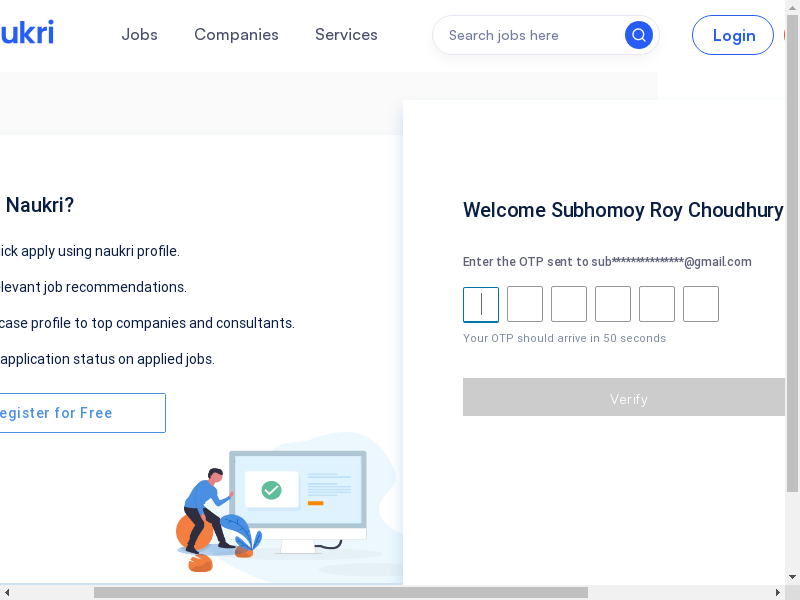 ukri
Jobs Companies Services Search jobs here Login
Naukri?
ick apply using naukri profile.
levant job recommendations.
case profile to top companies and consultants.
application status on applied jobs.
egister for Free
Welcome Subhomoy Roy Choudhury
Enter the OTP sent to sub***************@gmail.com
Your OTP should arrive in 50 seconds
Verify